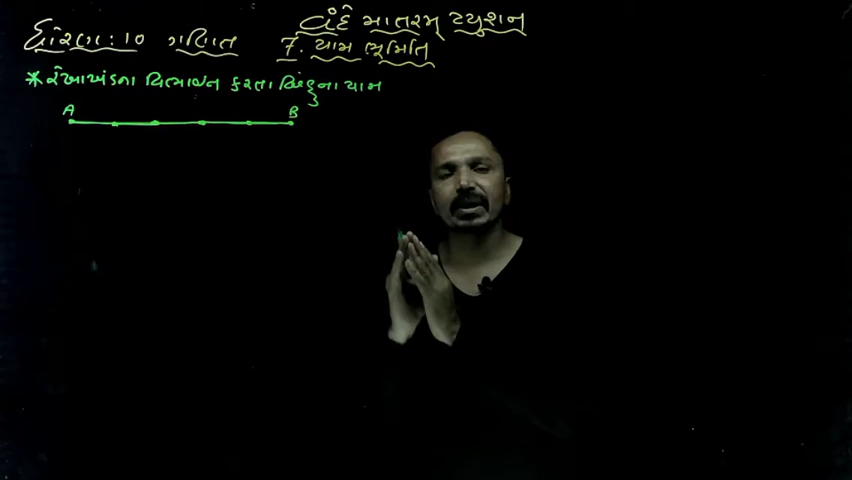 વંદે માતરમ્ ટ્યુશન
ધોરણ : 10 ગણિત 7. યામ ભૂમિતિ
* રેખાખંડના વિભાજન કરતા બિંદુના યામ
A B